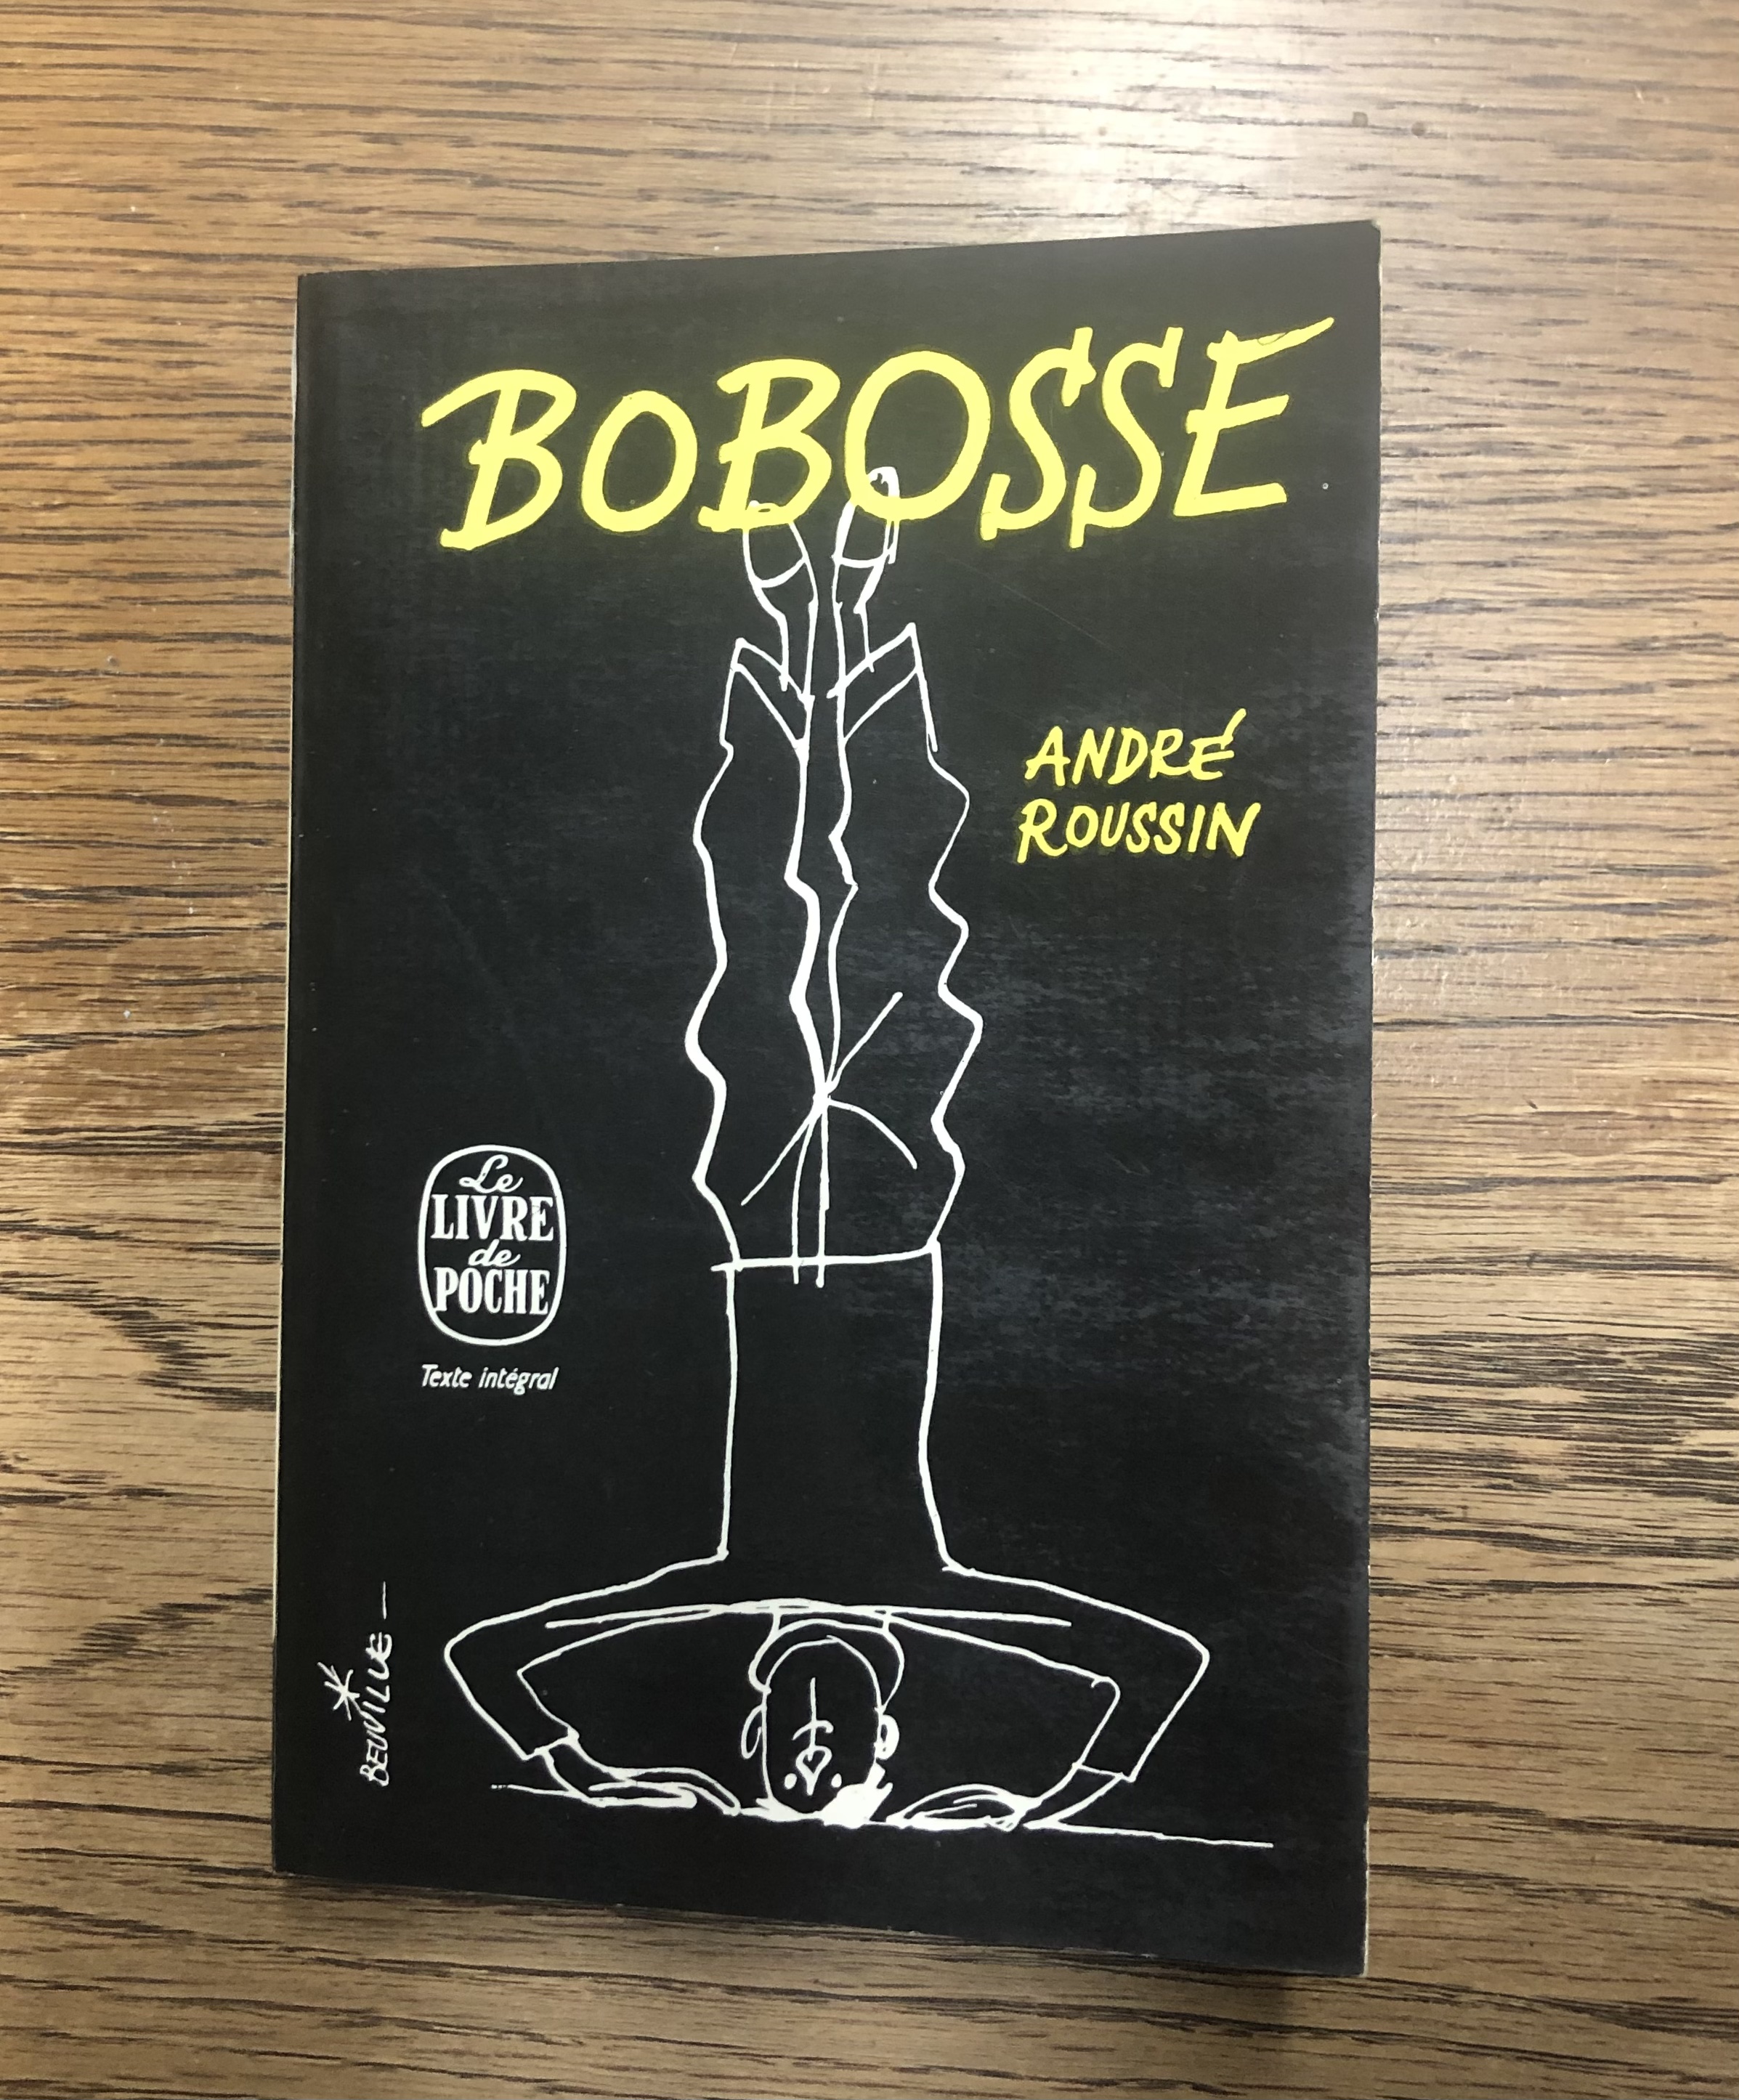 BOBOSSE
ANDRÉ
ROUSSIN
Le
LIVRE
de
POCHE
Texte intégral
BEUVILLE